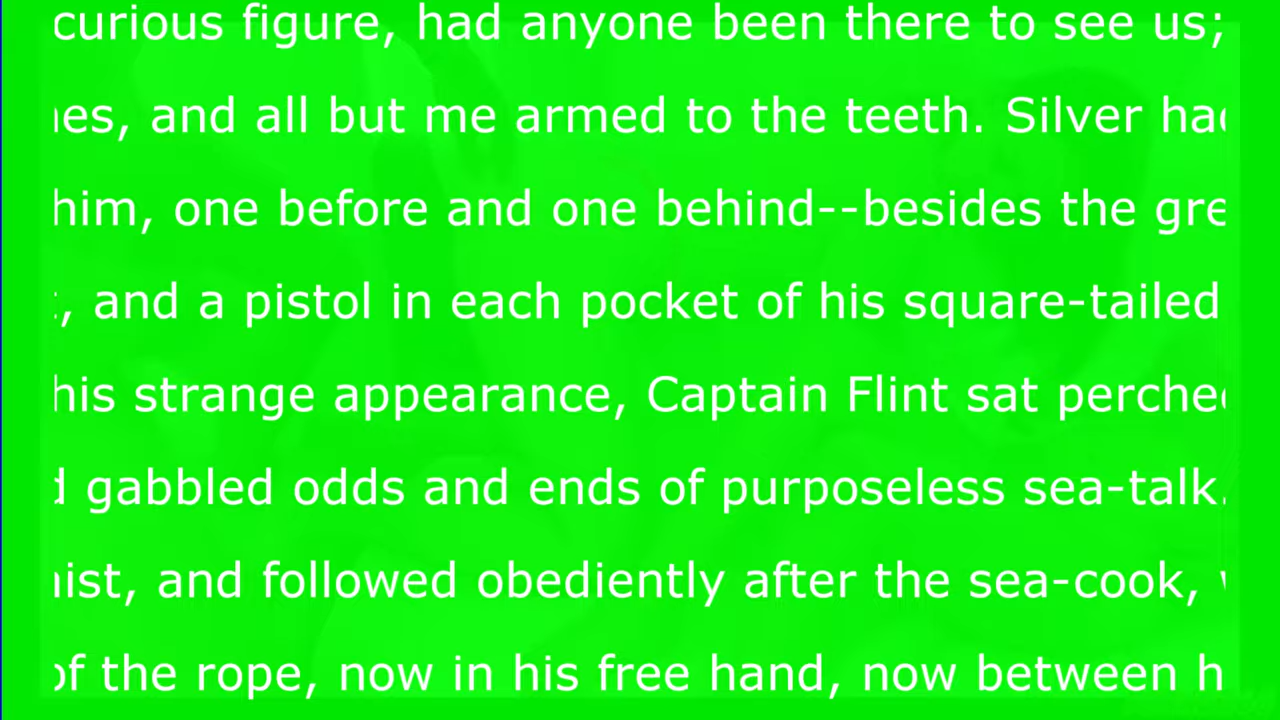 curious figure, had anyone been there to see us;
es, and all but me armed to the teeth. Silver had
him, one before and one behind--besides the gre
, and a pistol in each pocket of his square-tailed
his strange appearance, Captain Flint sat perched
d gabbled odds and ends of purposeless sea-talk.
ist, and followed obediently after the sea-cook,
of the rope, now in his free hand, now between h